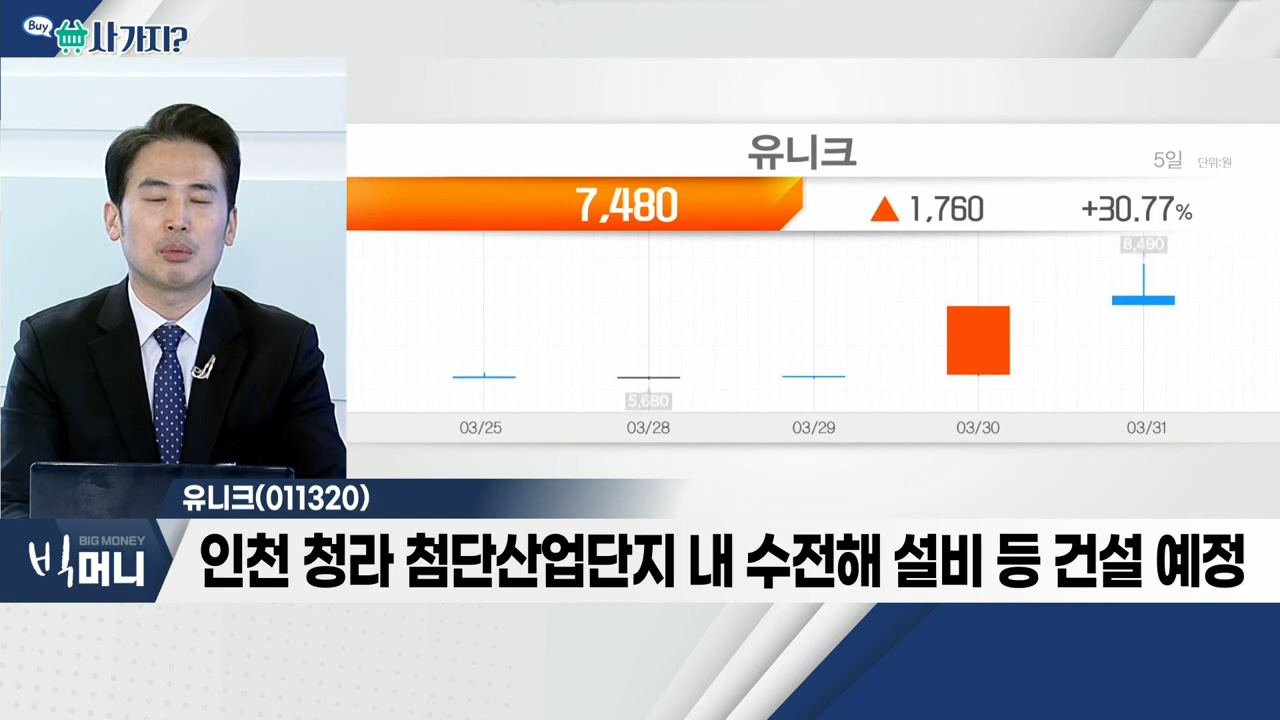 Buy 사가지?
유니크
5일 단위:원
7,480 ▲ 1,760 +30.77%
8,490
5,680
03/25 03/28 03/29 03/30 03/31
유니크(011320)
BIG MONEY
빅머니
인천 청라 첨단산업단지 내 수전해 설비 등 건설 예정